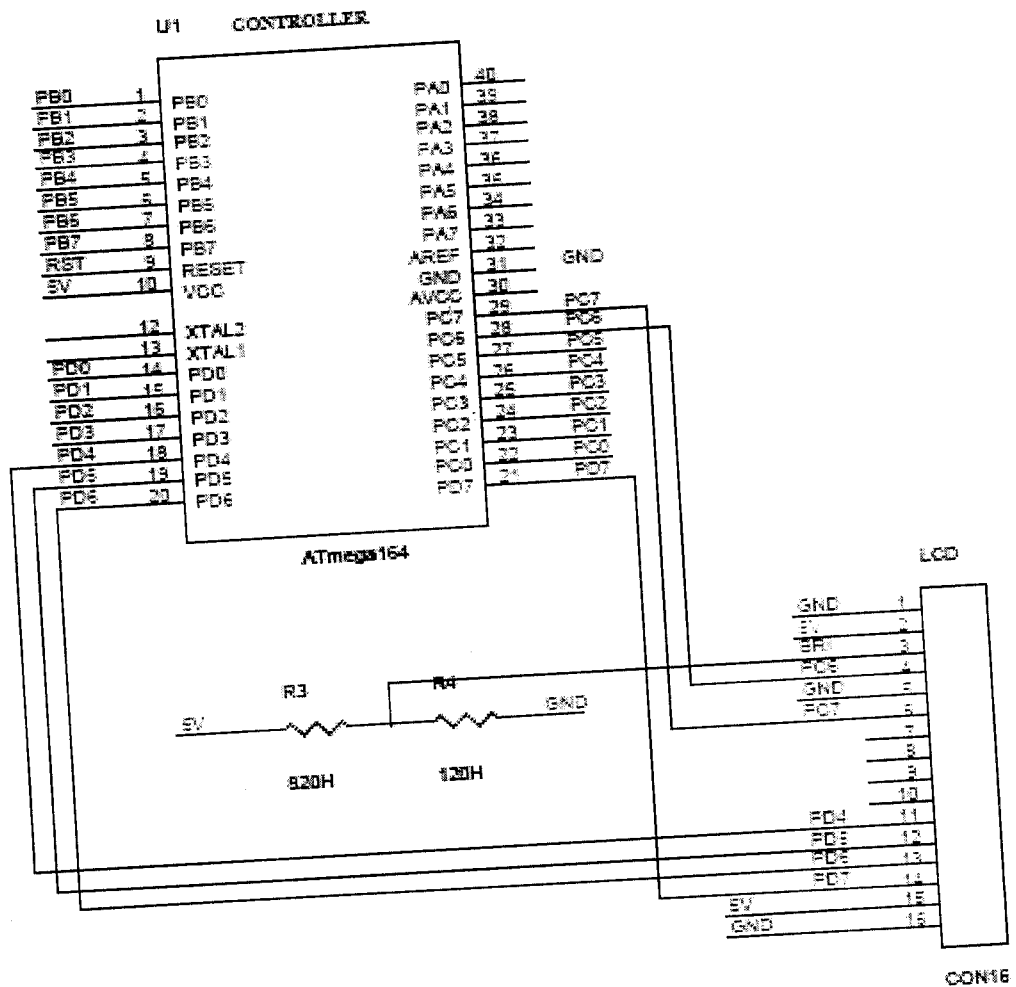 U1 CONTROLLER
PB0 1 PB0
PB1 2 PB1
PB2 3 PB2
PB3 4 PB3
PB4 5 PB4
PB5 6 PB5
PB6 7 PB6
PB7 8 PB7
RST 9 RESET
5V 10 VCC
12 XTAL2
13 XTAL1
PD0 14 PD0
PD1 15 PD1
PD2 16 PD2
PD3 17 PD3
PD4 18 PD4
PD5 19 PD5
PD6 20 PD6
PA0 40
PA1 39
PA2 38
PA3 37
PA4 36
PA5 35
PA6 34
PA7 33
AREF 32
GND 31 GND
AVCC 30
PC7 29 PC7
PC6 28 PC6
PC5 27 PC5
PC4 26 PC4
PC3 25 PC3
PC2 24 PC2
PC1 23 PC1
PC0 22 PC0
PD7 21 PD7
ATmega164
LCD
GND 1
5V 2
3
PC6 4
GND 5
PC7 6
7
8
9
10
PD4 11
PD5 12
PD6 13
PD7 14
5V 15
GND 16
CON16
R3 R4
5V GND
820H 120H